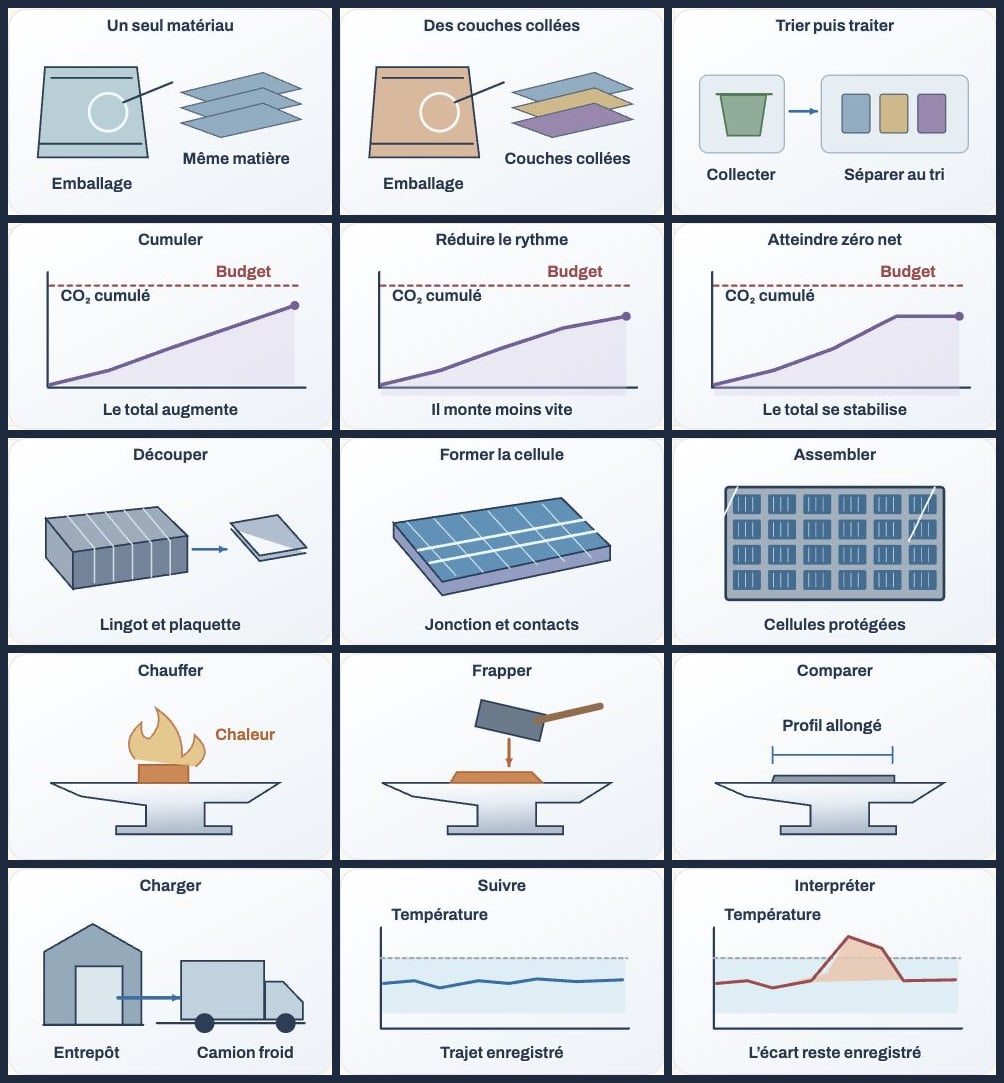 Un seul matériau
Même matière
Emballage
Des couches collées
Couches collées
Emballage
Trier puis traiter
Collecter
Séparer au tri
Cumuler
Budget
CO₂ cumulé
Le total augmente
Réduire le rythme
Budget
CO₂ cumulé
Il monte moins vite
Atteindre zéro net
Budget
CO₂ cumulé
Le total se stabilise
Découper
Lingot et plaquette
Former la cellule
Jonction et contacts
Assembler
Cellules protégées
Chauffer
Chaleur
Frapper
Comparer
Profil allongé
Charger
Entrepôt
Camion froid
Suivre
Température
Trajet enregistré
Interpréter
Température
L'écart reste enregistré